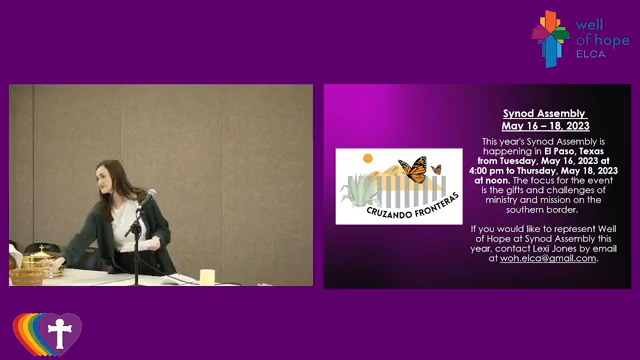 well
of hope
ELCA
Synod Assembly
May 16 – 18, 2023
This year's Synod Assembly is
happening in El Paso, Texas
from Tuesday, May 16, 2023 at
4:00 pm to Thursday, May 18, 2023
at noon. The focus for the event
is the gifts and challenges of
ministry and mission on the
southern border.
CRUZANDO FRONTERAS
If you would like to represent Well
of Hope at Synod Assembly this
year, contact Lexi Jones by email
at woh.elca@gmail.com.